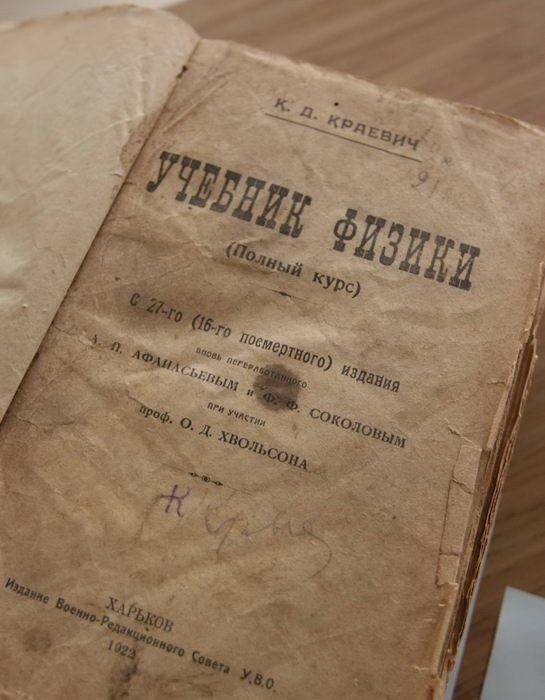 К. Д. КРАЕВИЧ
УЧЕБНИК ФИЗИКИ
(Полный курс)
С 27-го (16-го посмертного) издания
вновь переработанного
А. П. АФАНАСЬЕВЫМ и Ф. Ф. СОКОЛОВЫМ
при участии
проф. О. Д. ХВОЛЬСОНА
К
ХАРЬКОВ
Издание Военно-Редакционного Совета У.В.О.
1922